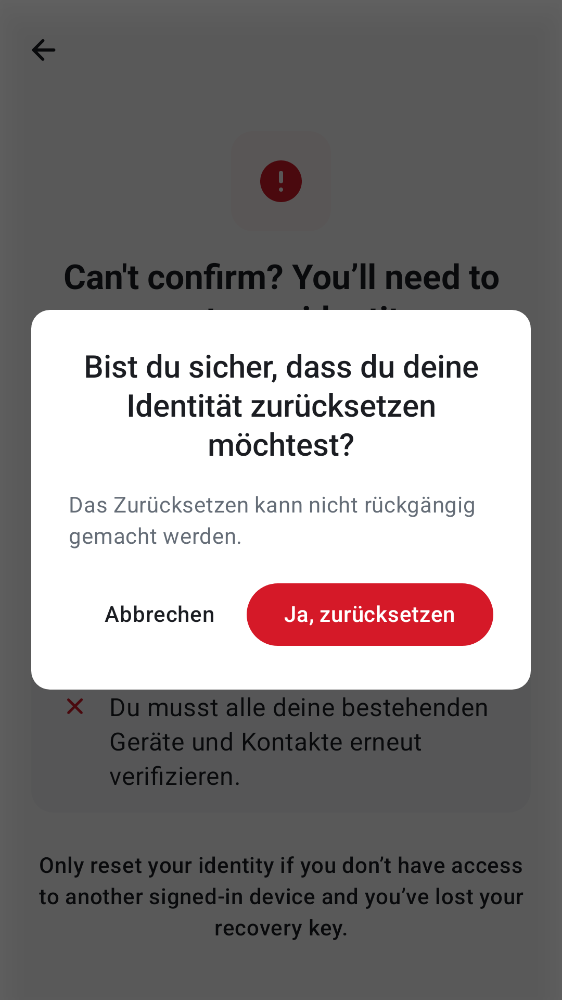 Can't confirm? You’ll need to
Bist du sicher, dass du deine
Identität zurücksetzen
möchtest?
Das Zurücksetzen kann nicht rückgängig
gemacht werden.
Abbrechen
Ja, zurücksetzen
Du musst alle deine bestehenden
Geräte und Kontakte erneut
verifizieren.
Only reset your identity if you don’t have access
to another signed-in device and you’ve lost your
recovery key.